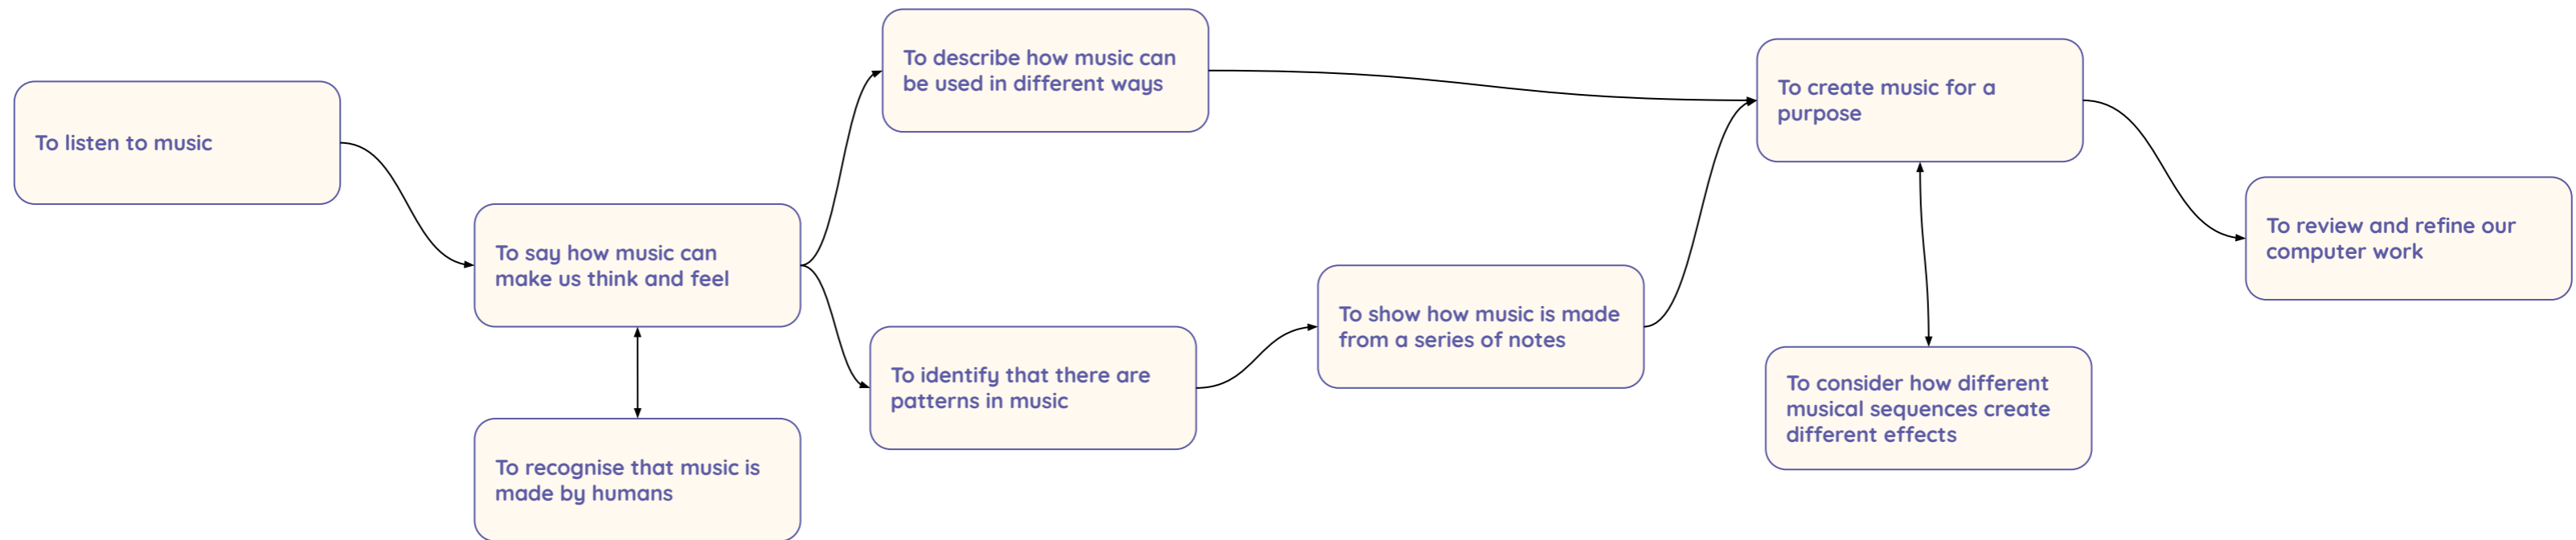 To listen to music
To say how music can
make us think and feel
To recognise that music is
made by humans
To describe how music can
be used in different ways
To identify that there are
patterns in music
To show how music is made
from a series of notes
To create music for a
purpose
To consider how different
musical sequences create
different effects
To review and refine our
computer work